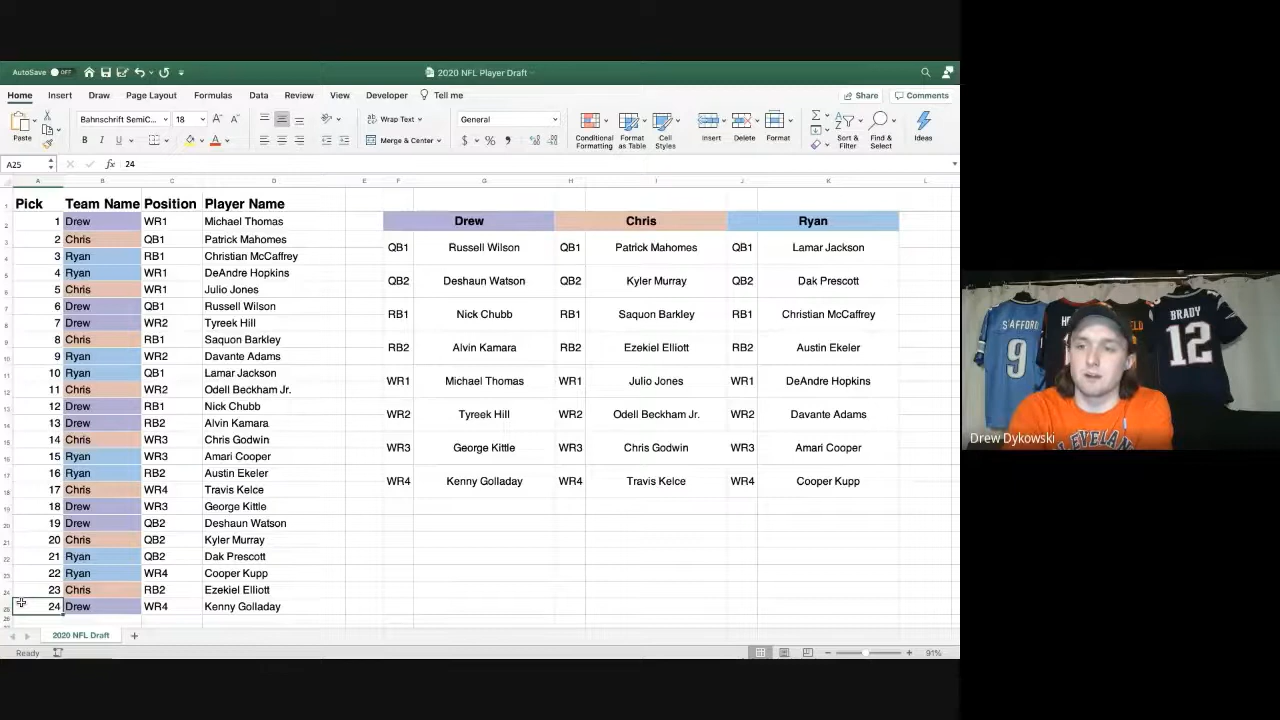 AutoSave OFF 2020 NFL Player Draft
Home Insert Draw Page Layout Formulas Data Review View Developer Tell me Share Comments
Paste Bahnschrift SemiC... 18 A A B I U A Wrap Text Merge & Center General $ % Conditional Formatting Format as Table Cell Styles Insert Delete Format Sort & Filter Find & Select Ideas
A25 fx 24
A B C D E F G H I J K L
Pick Team Name Position Player Name
1 Drew WR1 Michael Thomas
2 Chris QB1 Patrick Mahomes
3 Ryan RB1 Christian McCaffrey
4 Ryan WR1 DeAndre Hopkins
5 Chris WR1 Julio Jones
6 Drew QB1 Russell Wilson
7 Drew WR2 Tyreek Hill
8 Chris RB1 Saquon Barkley
9 Ryan WR2 Davante Adams
10 Ryan QB1 Lamar Jackson
11 Chris WR2 Odell Beckham Jr.
12 Drew RB1 Nick Chubb
13 Drew RB2 Alvin Kamara
14 Chris WR3 Chris Godwin
15 Ryan WR3 Amari Cooper
16 Ryan RB2 Austin Ekeler
17 Chris WR4 Travis Kelce
18 Drew WR3 George Kittle
19 Drew QB2 Deshaun Watson
20 Chris QB2 Kyler Murray
21 Ryan QB2 Dak Prescott
22 Ryan WR4 Cooper Kupp
23 Chris RB2 Ezekiel Elliott
24 Drew WR4 Kenny Golladay
Drew Chris Ryan
QB1 Russell Wilson QB1 Patrick Mahomes QB1 Lamar Jackson
QB2 Deshaun Watson QB2 Kyler Murray QB2 Dak Prescott
RB1 Nick Chubb RB1 Saquon Barkley RB1 Christian McCaffrey
RB2 Alvin Kamara RB2 Ezekiel Elliott RB2 Austin Ekeler
WR1 Michael Thomas WR1 Julio Jones WR1 DeAndre Hopkins
WR2 Tyreek Hill WR2 Odell Beckham Jr. WR2 Davante Adams
WR3 George Kittle WR3 Chris Godwin WR3 Amari Cooper
WR4 Kenny Golladay WR4 Travis Kelce WR4 Cooper Kupp
2020 NFL Draft +
Ready 91%
STAFFORD
9
BRADY
12
Drew Dykowski